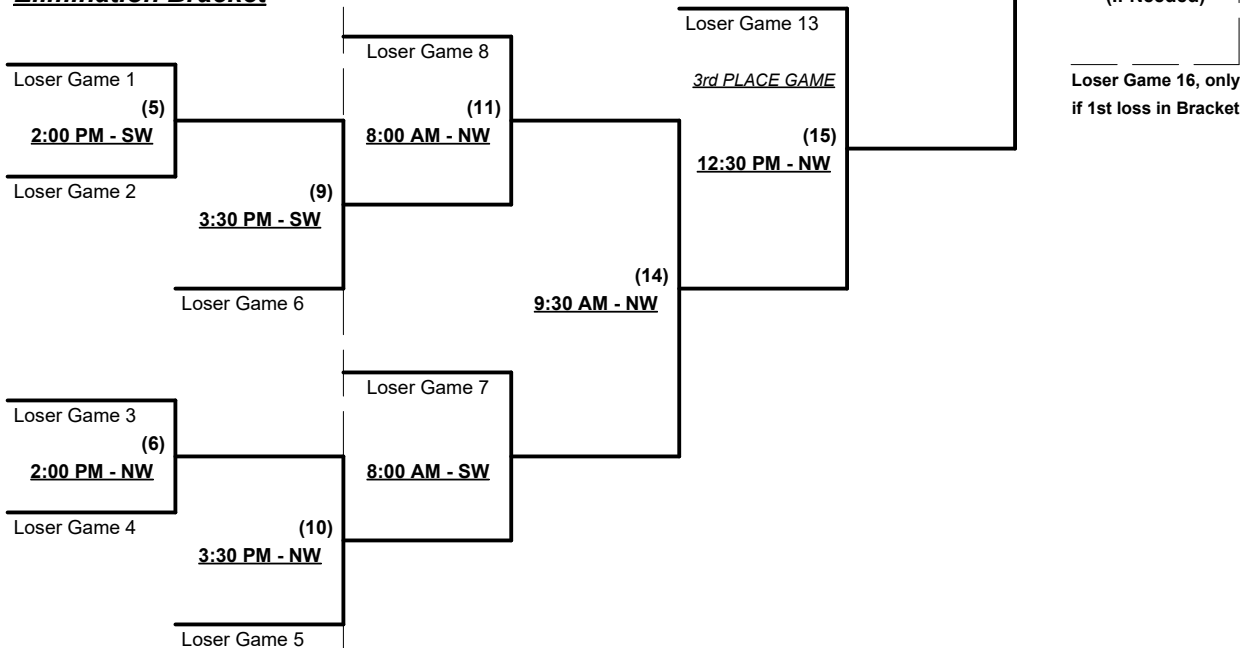 Loser Game 13
Loser Game 8
3rd PLACE GAME
Loser Game 16, only
if 1st loss in Bracket
Loser Game 1
(5)
2:00 PM - SW
(11)
8:00 AM - NW
(15)
12:30 PM - NW
Loser Game 2
(9)
3:30 PM - SW
(14)
9:30 AM - NW
Loser Game 6
Loser Game 7
Loser Game 3
(6)
2:00 PM - NW
8:00 AM - SW
Loser Game 4
(10)
3:30 PM - NW
Loser Game 5